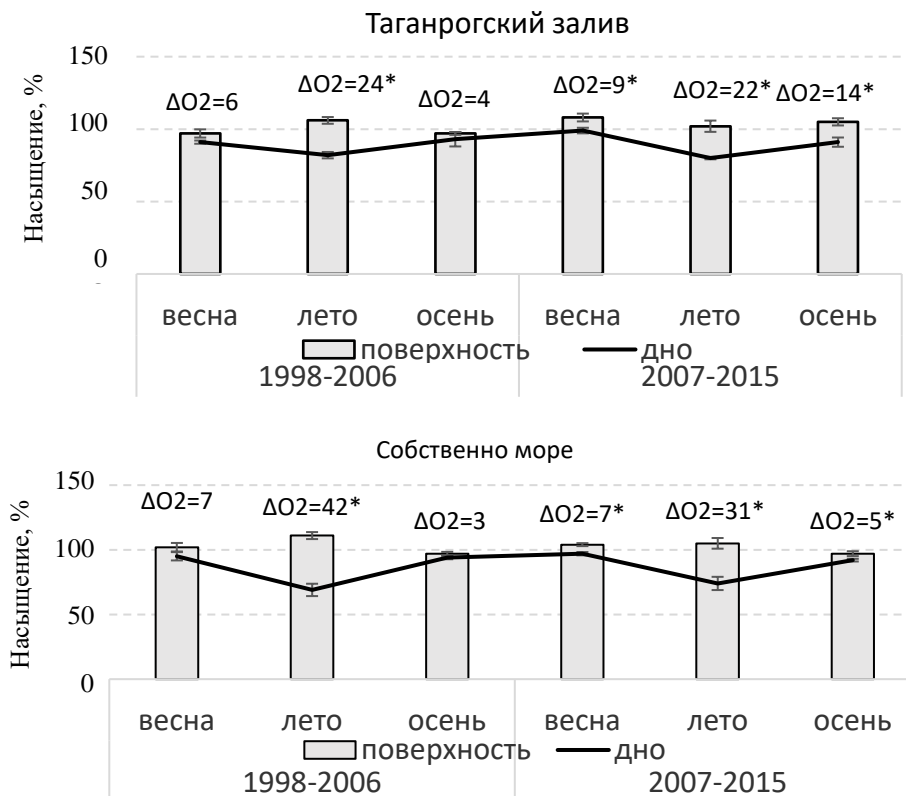 Таганрогский залив
Насыщение, %
150
100
50
0
ΔO2=6
ΔO2=24*
ΔO2=4
ΔO2=9*
ΔO2=22*
ΔO2=14*
весна лето осень весна лето осень
поверхность дно
1998-2006 2007-2015
Собственно море
Насыщение, %
150
100
50
0
ΔO2=7
ΔO2=42*
ΔO2=3
ΔO2=7*
ΔO2=31*
ΔO2=5*
весна лето осень весна лето осень
поверхность дно
1998-2006 2007-2015